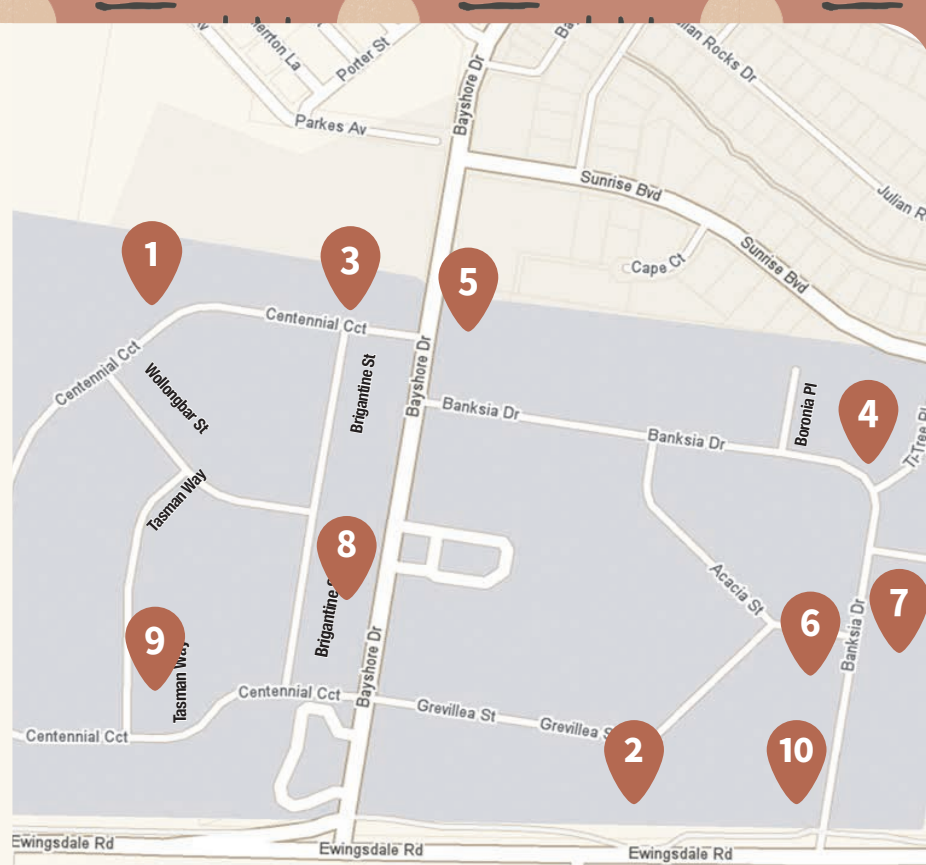 Porter St
Bayshore Dr
Parkes Av
Sunrise Bvd
Sunrise Bvd
Cape Ct
1
3
5
Centennial Cct
Centennial Cct
Wollongbar St
Brigantine St
Bayshore Dr
Banksia Dr
Banksia Dr
Boronia Pl
4
Tasman Way
8
Acacia St
Brigantine
9
Tasman Way
6
7
Banksia Dr
Bayshore Dr
Centennial Cct
Grevillea St
Grevillea
Centennial Cct
2
10
Ewingsdale Rd
Ewingsdale Rd
Ewingsdale Rd
Rocks Dr
Julian